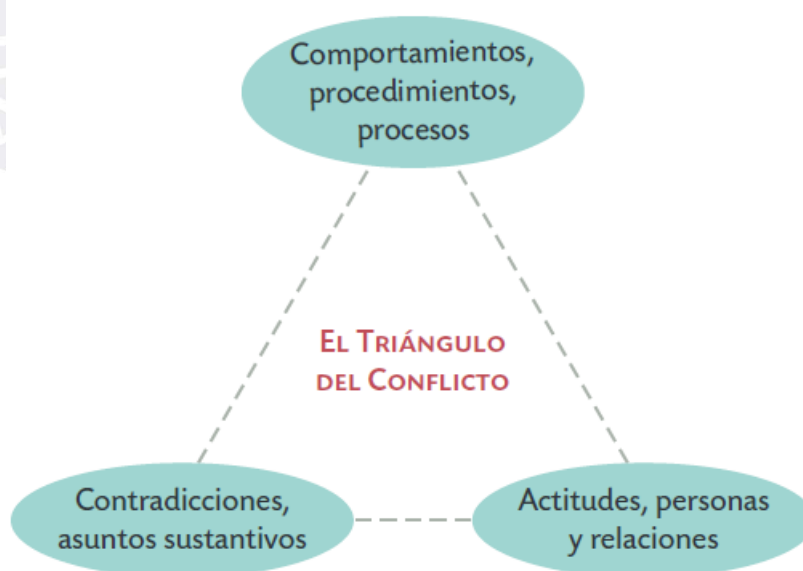 Comportamientos,
procedimientos,
procesos
El Triángulo
del Conflicto
Contradicciones,
asuntos sustantivos
Actitudes, personas
y relaciones